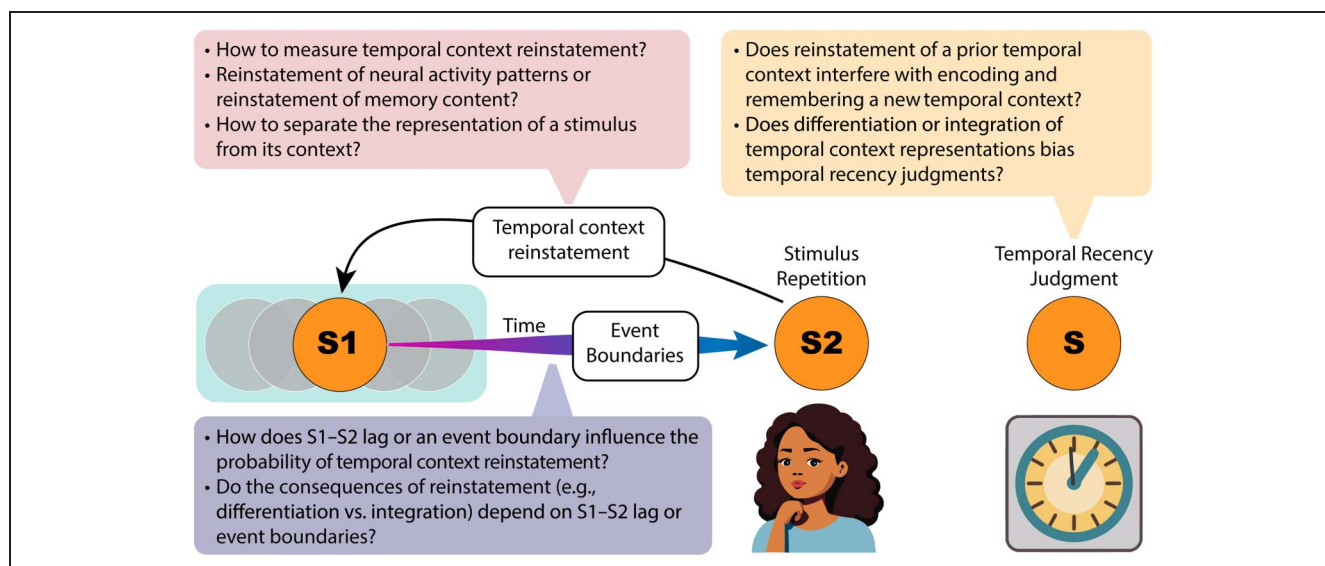 • How to measure temporal context reinstatement?
• Reinstatement of neural activity patterns or
reinstatement of memory content?
• How to separate the representation of a stimulus
from its context?
• Does reinstatement of a prior temporal
context interfere with encoding and
remembering a new temporal context?
• Does differentiation or integration of
temporal context representations bias
temporal recency judgments?
Temporal context
reinstatement
Stimulus
Repetition
Temporal Recency
Judgment
S1
Time
Event
Boundaries
S2
S
• How does S1–S2 lag or an event boundary influence the
probability of temporal context reinstatement?
• Do the consequences of reinstatement (e.g.,
differentiation vs. integration) depend on S1–S2 lag or
event boundaries?